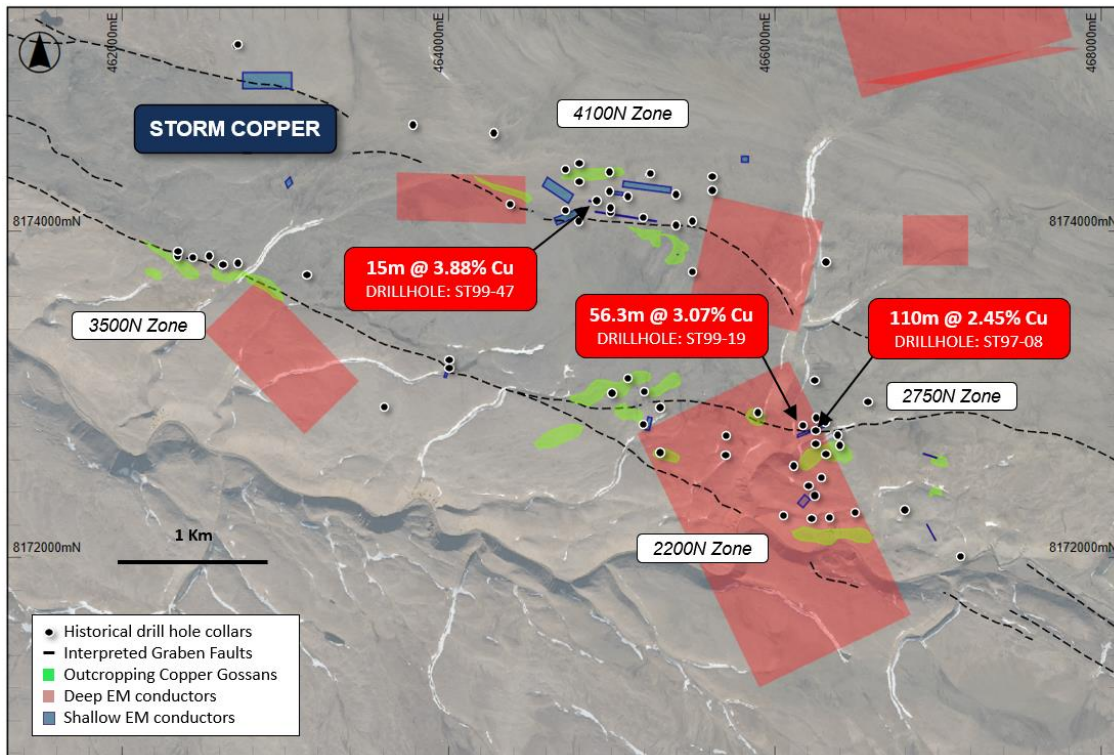 462000mE
464000mE
466000mE
468000mE
STORM COPPER
4100N Zone
8174000mN
8174000mN
15m @ 3.88% Cu
DRILLHOLE: ST99-47
56.3m @ 3.07% Cu
DRILLHOLE: ST99-19
110m @ 2.45% Cu
DRILLHOLE: ST97-08
3500N Zone
2750N Zone
1 Km
2200N Zone
8172000mN
8172000mN
Historical drill hole collars
Interpreted Graben Faults
Outcropping Copper Gossans
Deep EM conductors
Shallow EM conductors